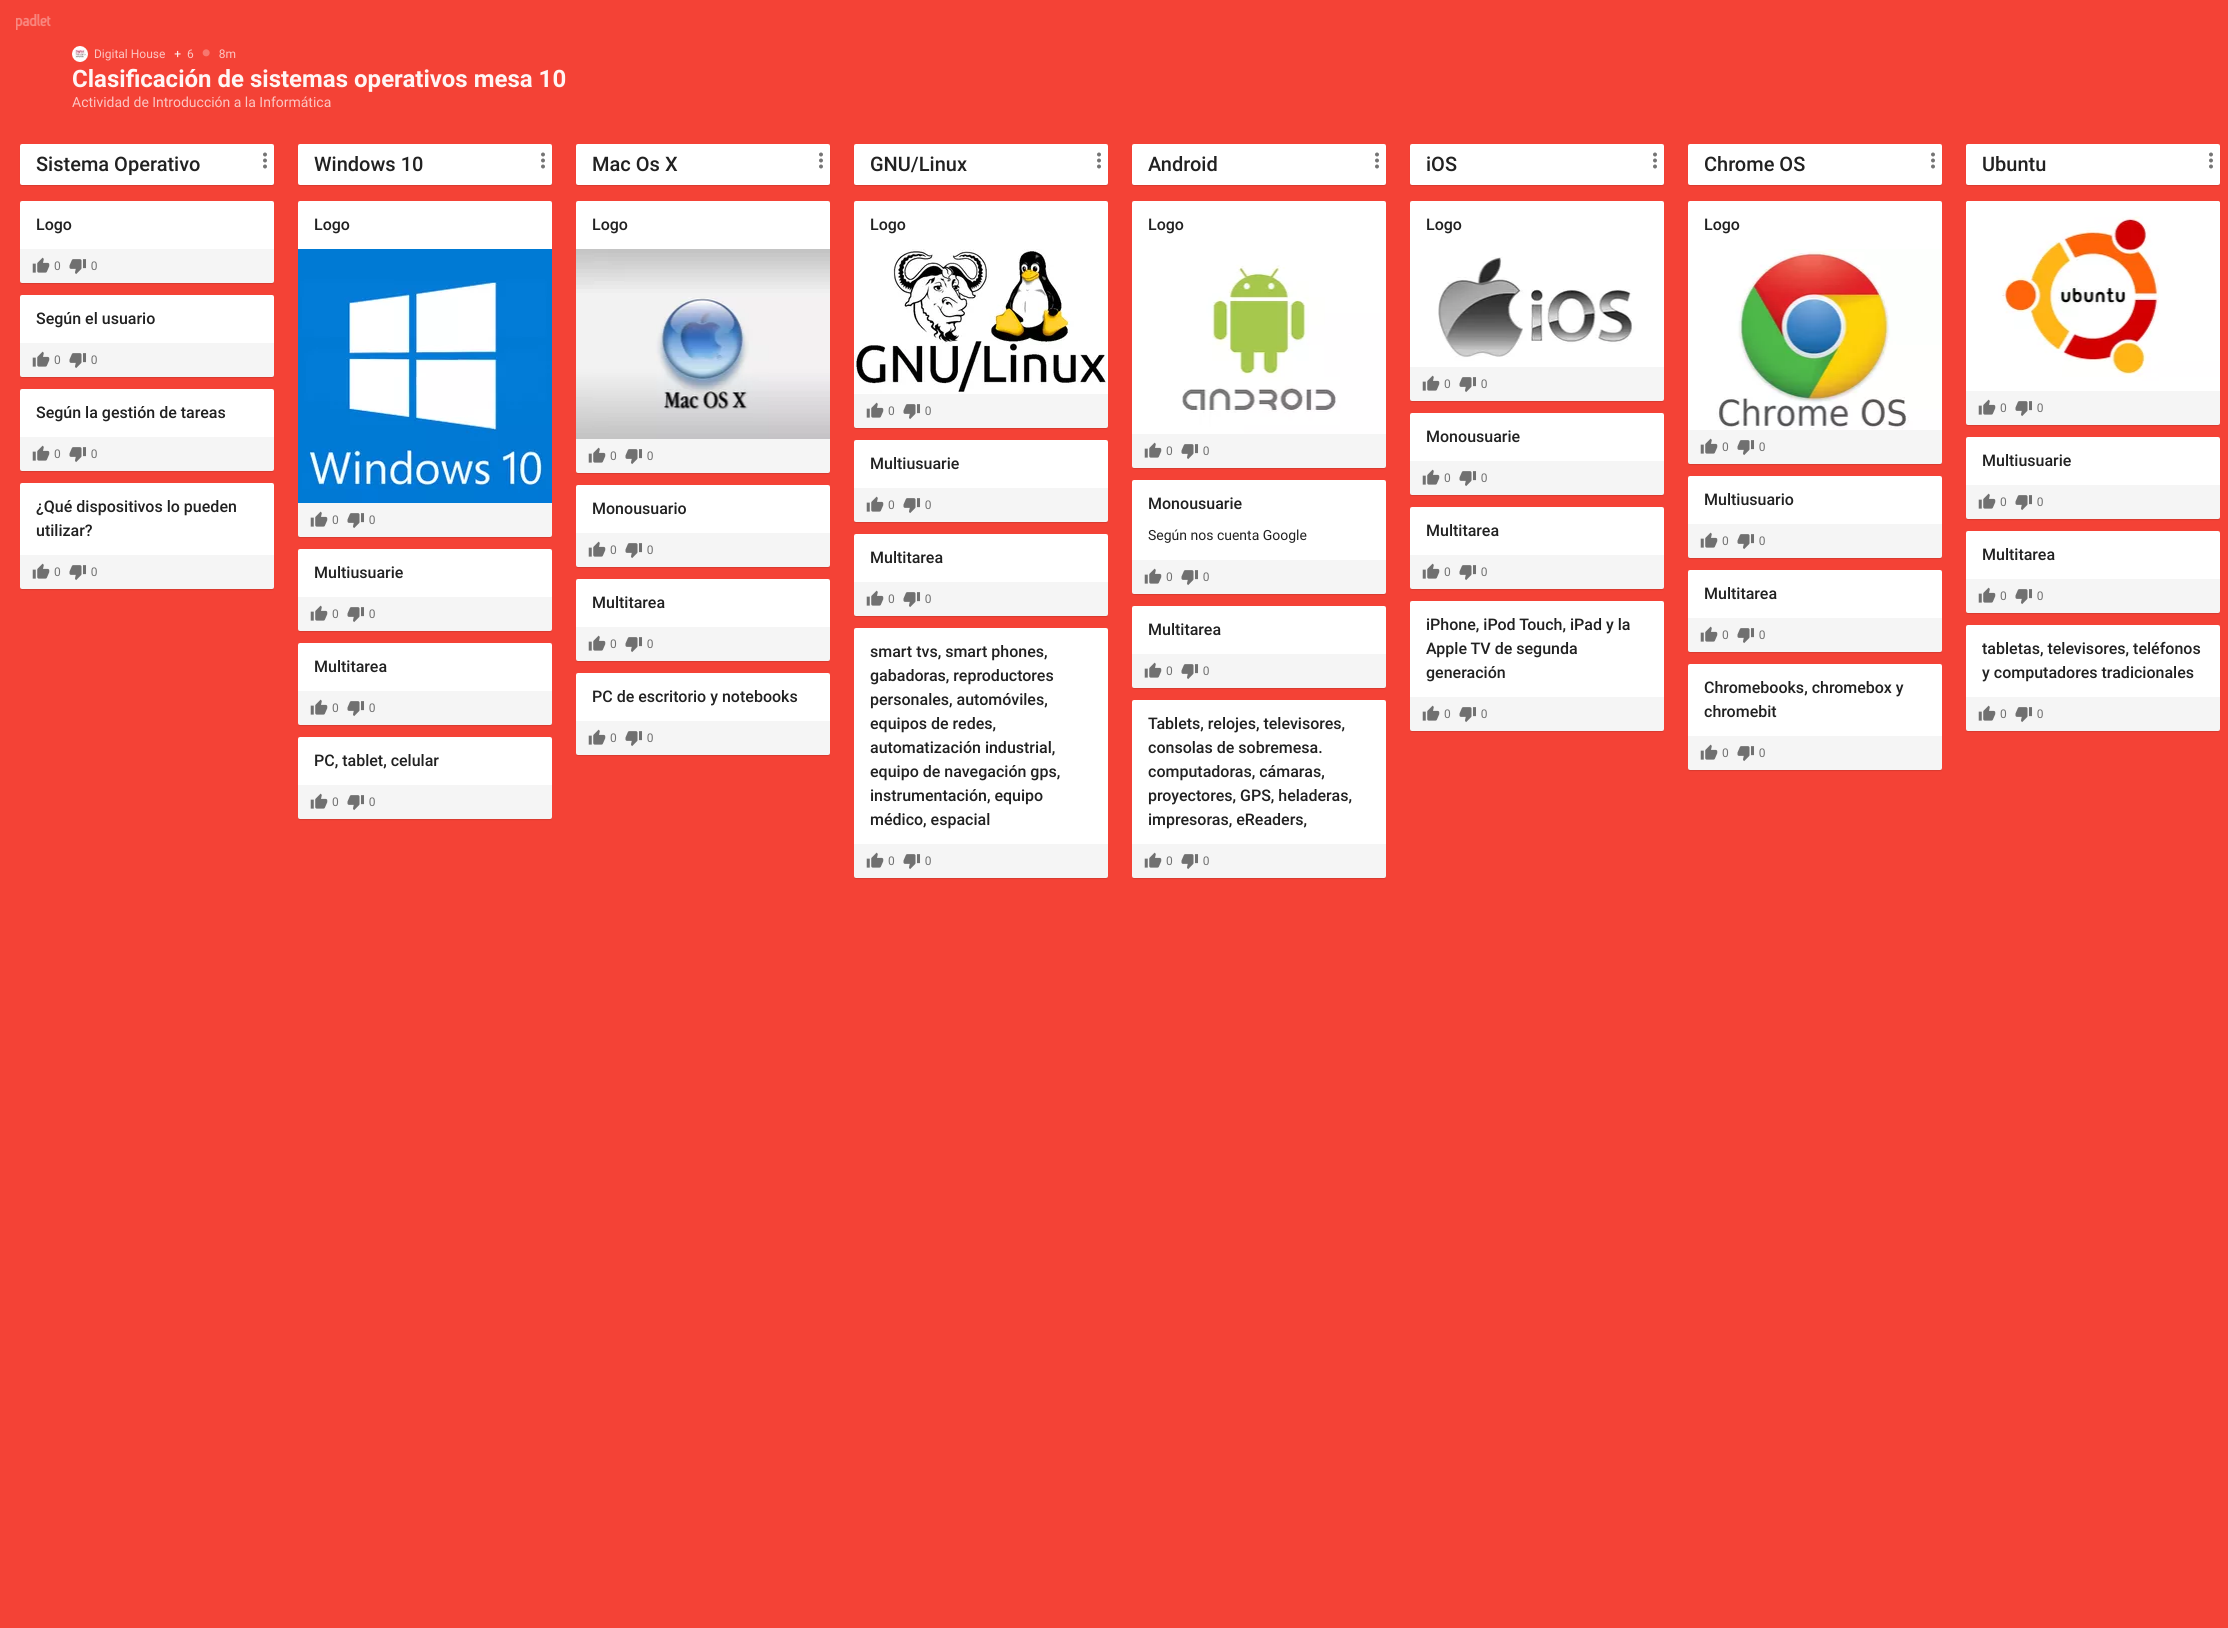 padlet
Digital House + 6 • 8m
Clasificación de sistemas operativos mesa 10
Actividad de Introducción a la Informática
Sistema Operativo
Logo
0 0
Según el usuario
0 0
Según la gestión de tareas
0 0
¿Qué dispositivos lo pueden
utilizar?
0 0
Windows 10
Logo
Windows 10
0 0
Multiusuarie
0 0
Multitarea
0 0
PC, tablet, celular
0 0
Mac Os X
Logo
Mac OS X
0 0
Monousuario
0 0
Multitarea
0 0
PC de escritorio y notebooks
0 0
GNU/Linux
Logo
GNU/Linux
0 0
Multiusuarie
0 0
Multitarea
0 0
smart tvs, smart phones,
gabadoras, reproductores
personales, automóviles,
equipos de redes,
automatización industrial,
equipo de navegación gps,
instrumentación, equipo
médico, espacial
0 0
Android
Logo
ANDROID
0 0
Monousuarie
Según nos cuenta Google
0 0
Multitarea
0 0
Tablets, relojes, televisores,
consolas de sobremesa.
computadoras, cámaras,
proyectores, GPS, heladeras,
impresoras, eReaders,
0 0
iOS
Logo
iOS
0 0
Monousuarie
0 0
Multitarea
0 0
iPhone, iPod Touch, iPad y la
Apple TV de segunda
generación
0 0
Chrome OS
Logo
Chrome OS
0 0
Multiusuario
0 0
Multitarea
0 0
Chromebooks, chromebox y
chromebit
0 0
Ubuntu
ubuntu
0 0
Multiusuarie
0 0
Multitarea
0 0
tabletas, televisores, teléfonos
y computadores tradicionales
0 0